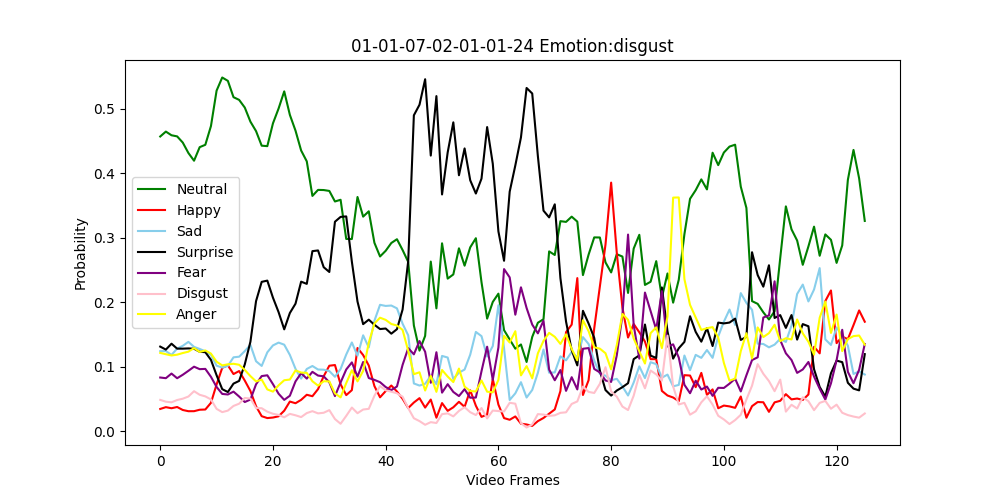 01-01-07-02-01-01-24 Emotion:disgust
Probability
0.5
0.4
0.3
0.2
0.1
0.0
Neutral
Happy
Sad
Surprise
Fear
Disgust
Anger
0 20 40 60 80 100 120
Video Frames